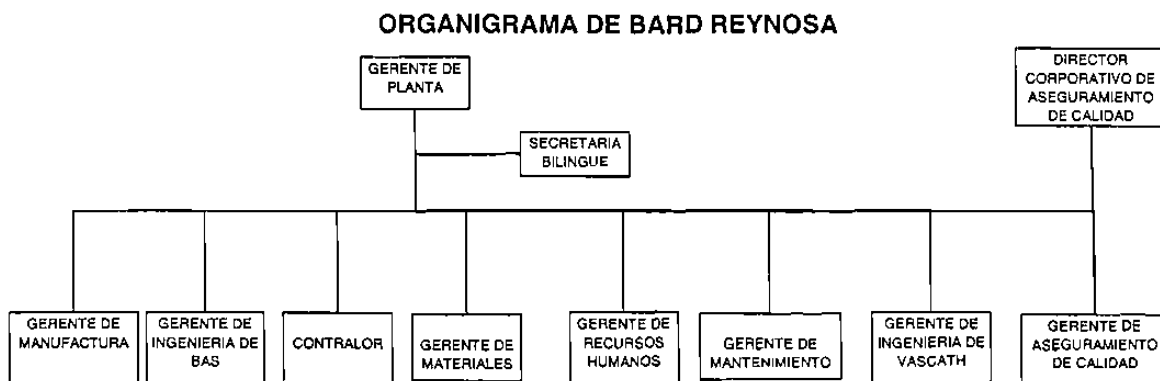 ORGANIGRAMA DE BARD REYNOSA
GERENTE DE
PLANTA
DIRECTOR
CORPORATIVO DE
ASEGURAMIENTO
DE CALIDAD
SECRETARIA
BILINGUE
GERENTE DE
MANUFACTURA
GERENTE DE
INGENIERIA DE
BAS
CONTRALOR
GERENTE DE
MATERIALES
GERENTE DE
RECURSOS
HUMANOS
GERENTE DE
MANTENIMIENTO
GERENTE DE
INGENIERIA DE
VASCATH
GERENTE DE
ASEGURAMIENTO
DE CALIDAD